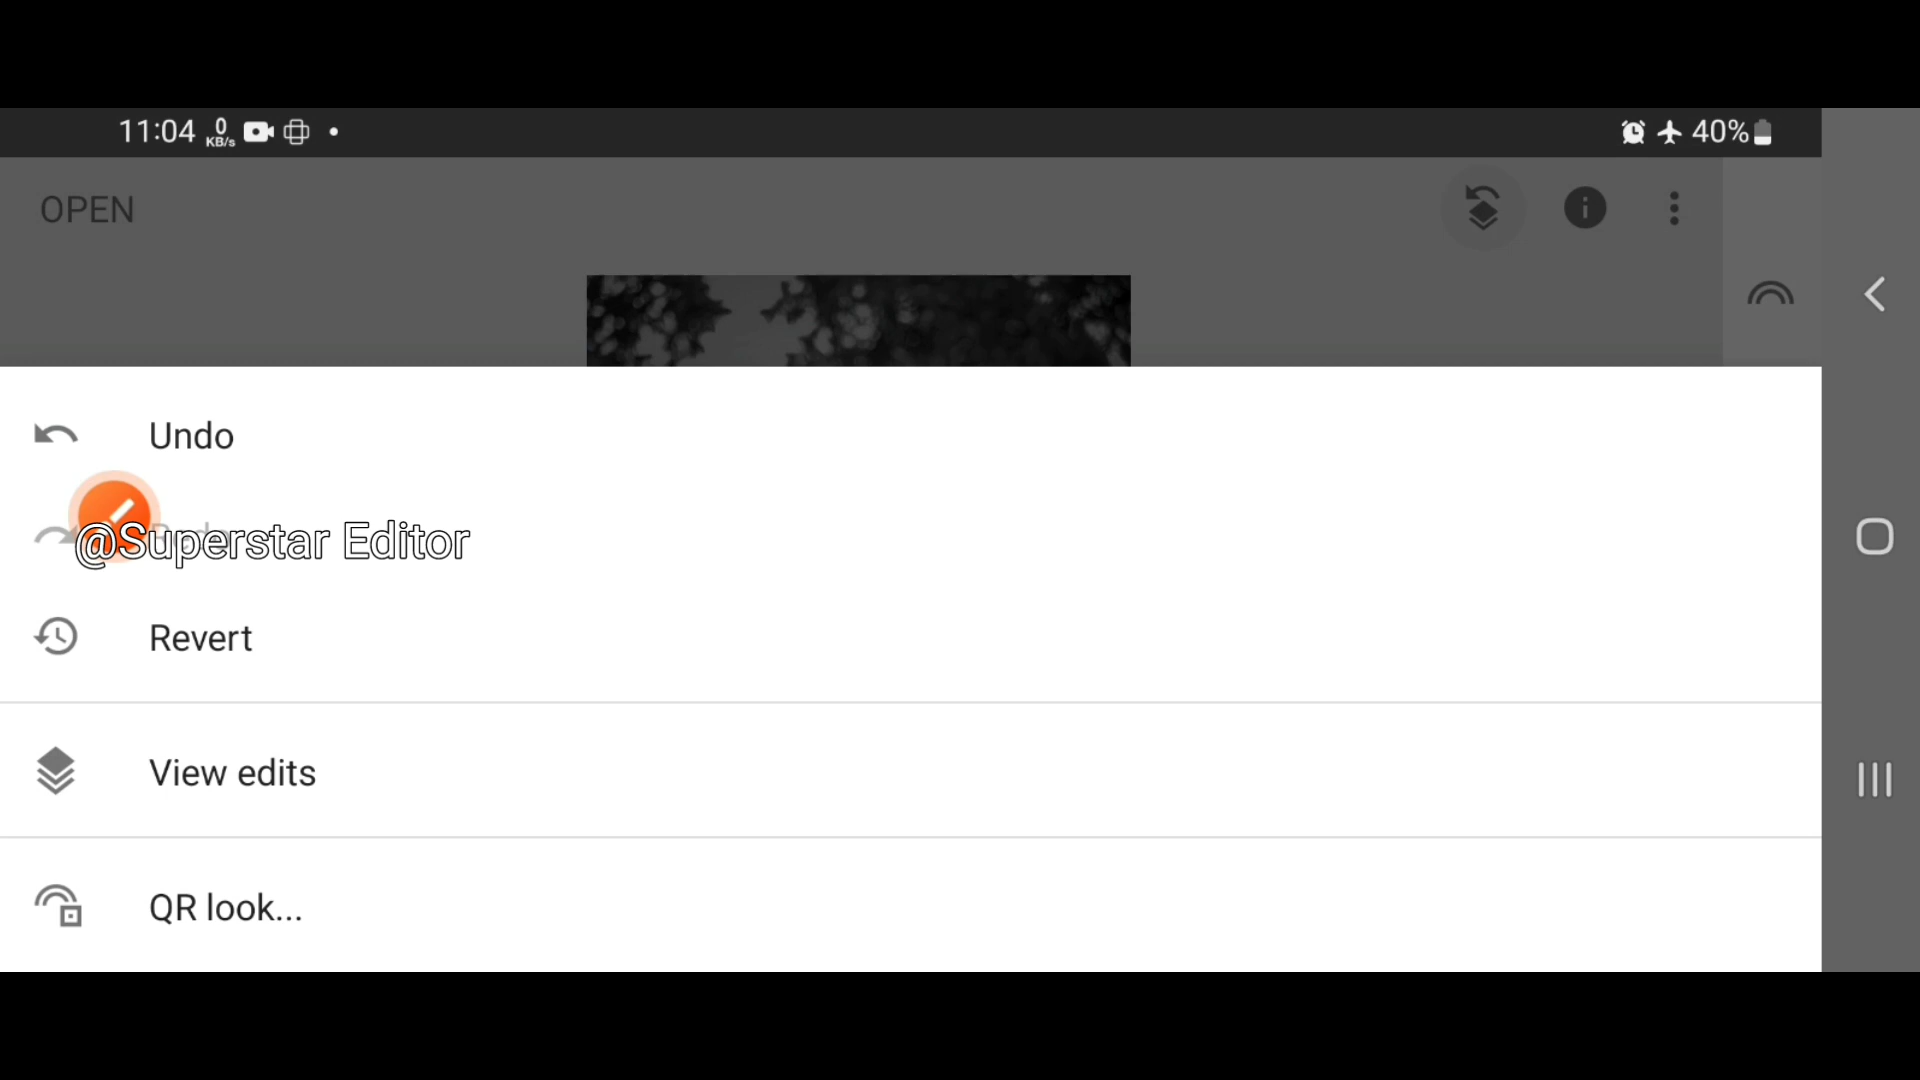 11:04 0 KB/s 40%
OPEN
Undo
@Superstar Editor
Revert
View edits
QR look...